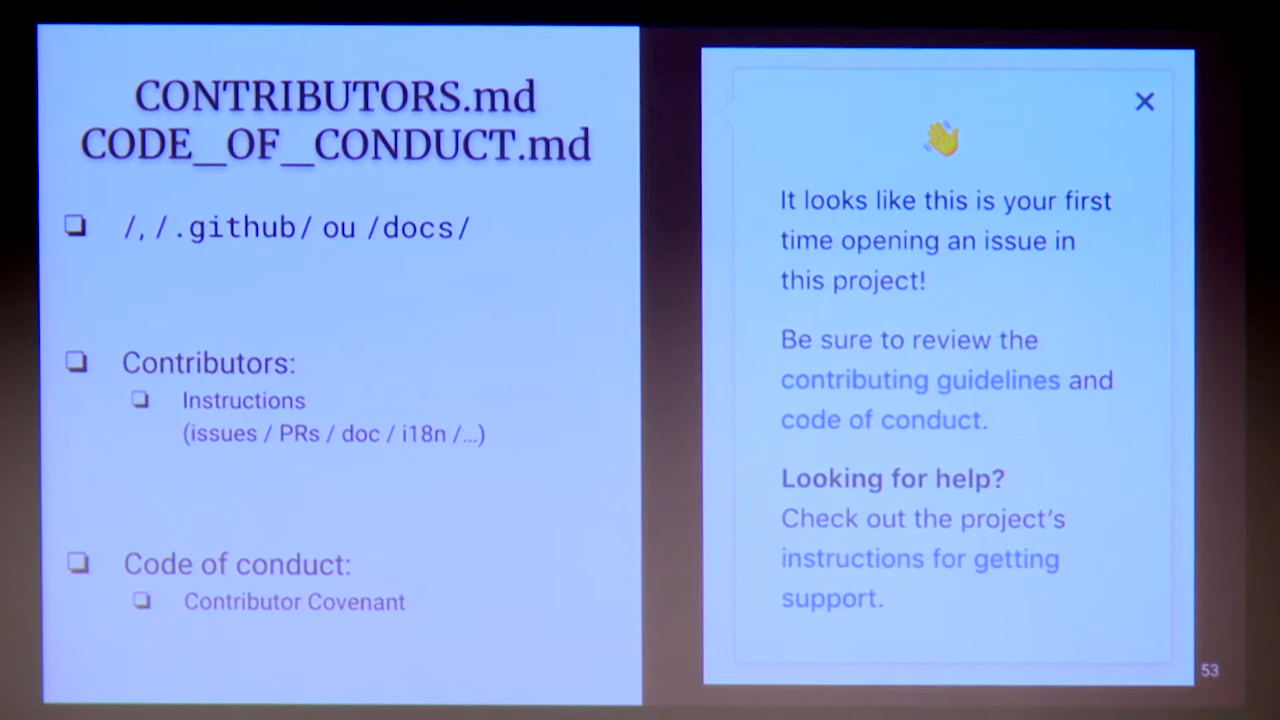 CONTRIBUTORS.md
CODE_OF_CONDUCT.md
/, /.github/ ou /docs/
Contributors:
Instructions
(issues / PRs / doc / i18n /...)
Code of conduct:
Contributor Covenant
It looks like this is your first
time opening an issue in
this project!
Be sure to review the
contributing guidelines and
code of conduct.
Looking for help?
Check out the project's
instructions for getting
support.
53